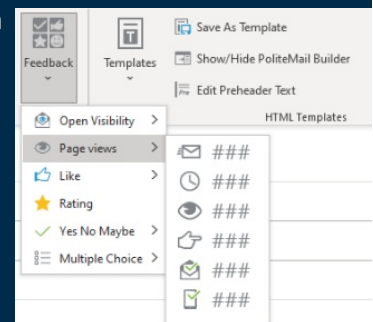 Feedback
Templates
Save As Template
Show/Hide PoliteMail Builder
Pre Edit Preheader Text
HTML Templates
Open Visibility
Page views
Like
Rating
Yes No Maybe
Multiple Choice
###
###
###
###
###
###